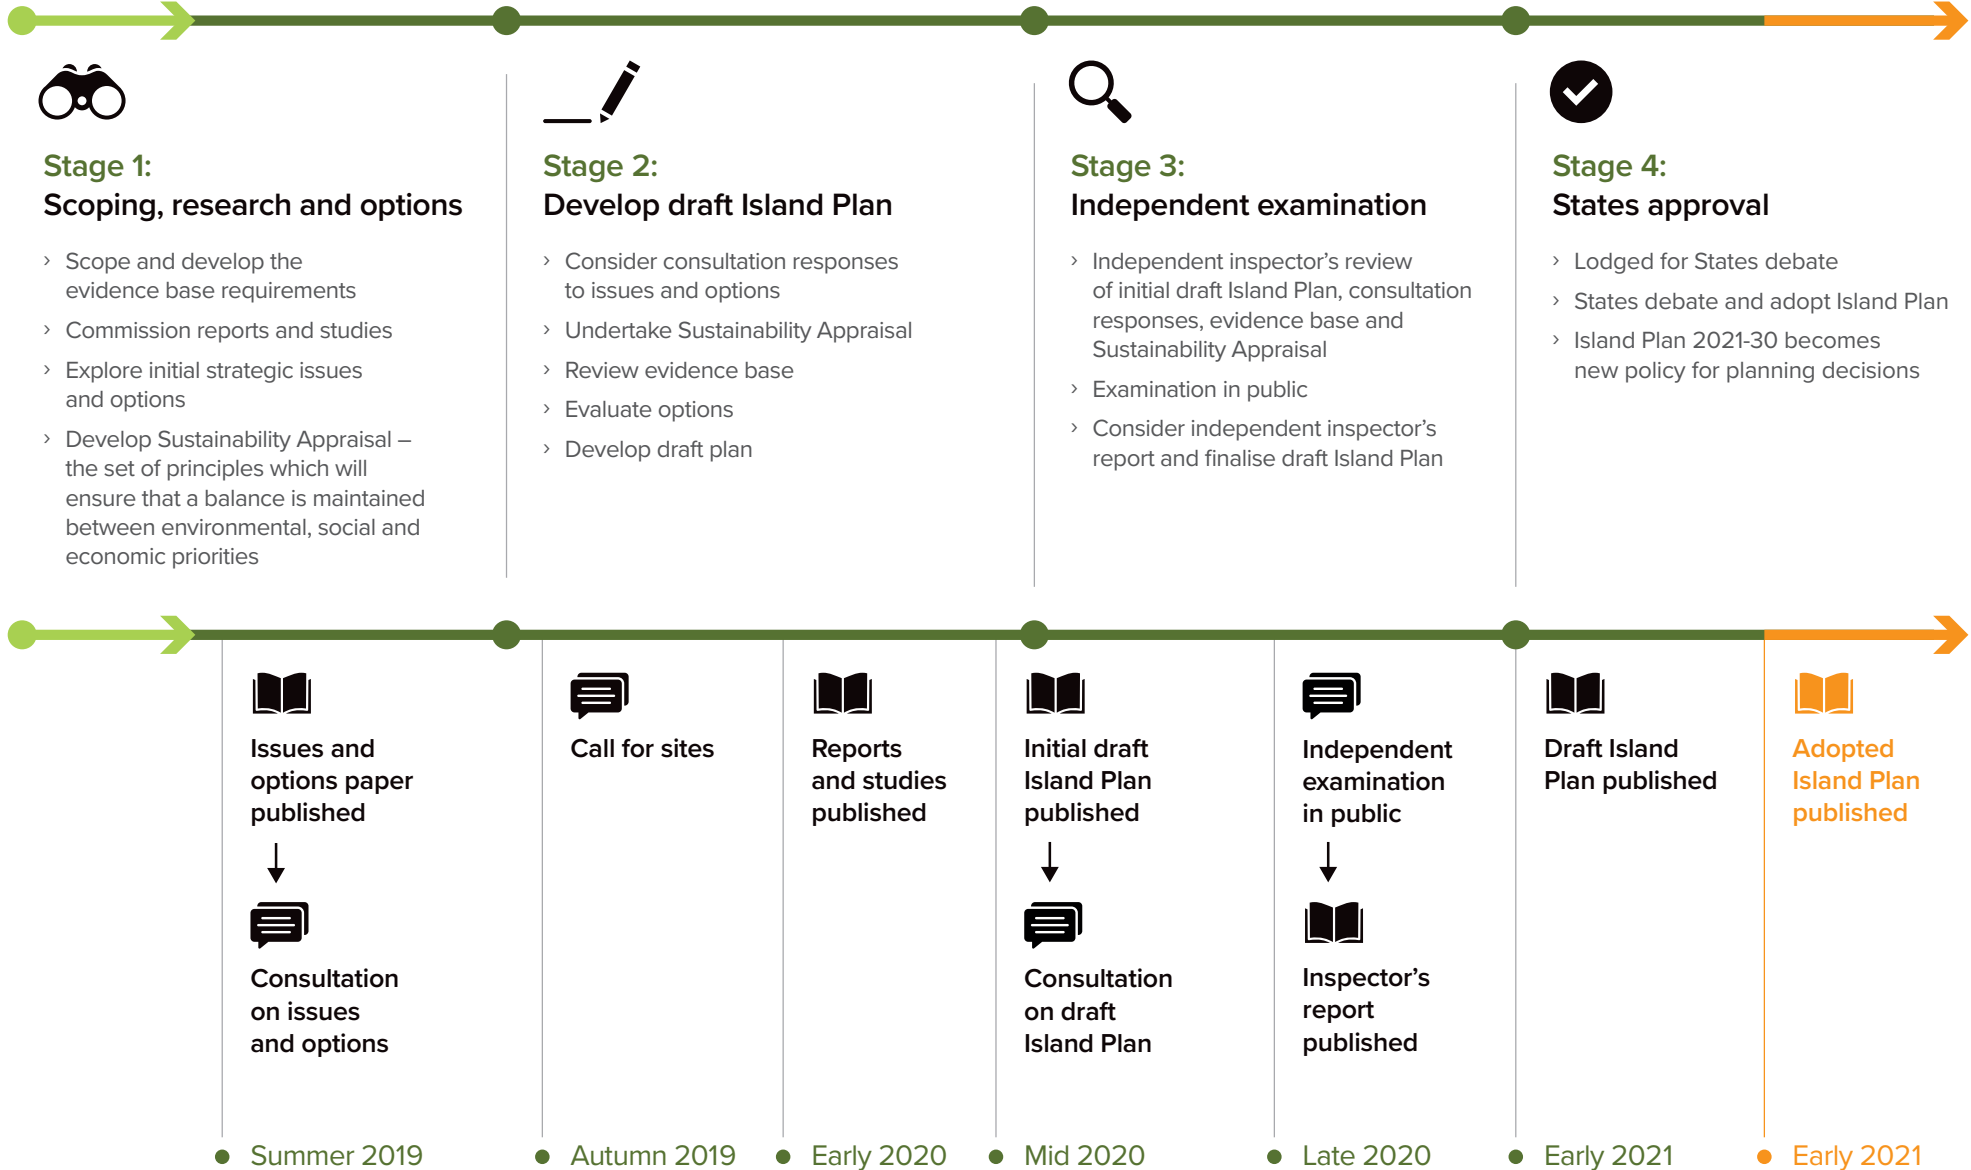 Stage 1:
Scoping, research and options
› Scope and develop the
evidence base requirements
› Commission reports and studies
› Explore initial strategic issues
and options
› Develop Sustainability Appraisal –
the set of principles which will
ensure that a balance is maintained
between environmental, social and
economic priorities
Stage 2:
Develop draft Island Plan
› Consider consultation responses
to issues and options
› Undertake Sustainability Appraisal
› Review evidence base
› Evaluate options
› Develop draft plan
Stage 3:
Independent examination
› Independent inspector’s review
of initial draft Island Plan, consultation
responses, evidence base and
Sustainability Appraisal
› Examination in public
› Consider independent inspector’s
report and finalise draft Island Plan
Stage 4:
States approval
› Lodged for States debate
› States debate and adopt Island Plan
› Island Plan 2021-30 becomes
new policy for planning decisions
Issues and
options paper
published
Consultation
on issues
and options
Summer 2019
Call for sites
Autumn 2019
Reports
and studies
published
Early 2020
Initial draft
Island Plan
published
Consultation
on draft
Island Plan
Mid 2020
Independent
examination
in public
Inspector’s
report
published
Late 2020
Draft Island
Plan published
Early 2021
Adopted
Island Plan
published
Early 2021